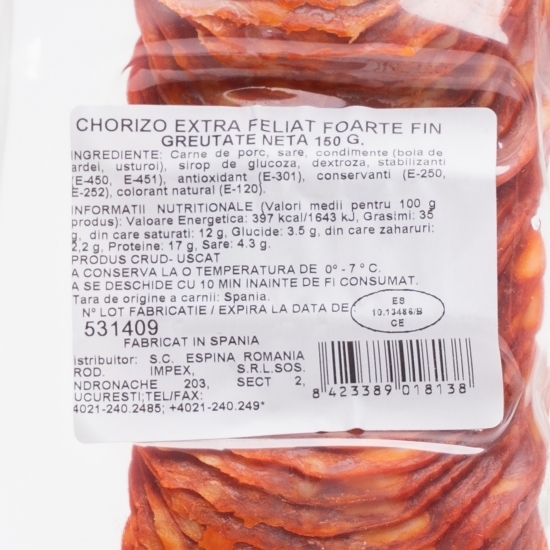 CHORIZO EXTRA FELIAT FOARTE FIN
GREUTATE NETA 150 G.
INGREDIENTE: Carne de porc, sare, condimente (boia de
ardei, usturoi), sirop de glucoza, dextroza, stabilizanti
(E-450, E-451), antioxidant (E-301), conservanti (E-250,
E-252), colorant natural (E-120).
INFORMATII NUTRITIONALE (Valori medii pentru 100 g
produs): Valoare Energetica: 397 kcal/1643 kJ, Grasimi: 35
g, din care saturati: 12 g, Glucide: 3.5 g, din care zaharuri:
2,2 g, Proteine: 17 g, Sare: 4.3 g.
PRODUS CRUD- USCAT
A CONSERVA LA O TEMPERATURA DE 0º - 7 º C.
A SE DESCHIDE CU 10 MIN INAINTE DE FI CONSUMAT.
Tara de origine a carnii: Spania.
Nº LOT FABRICATIE / EXPIRA LA DATA DE:
ES
10.13486/B
CE
531409
FABRICAT IN SPANIA
istribuitor: S.C. ESPINA ROMANIA
ROD. IMPEX, S.R.L.SOS.
NDRONACHE 203, SECT 2,
UCURESTI;TEL/FAX:
4021-240.2485; +4021-240.249*
8 423389 018138